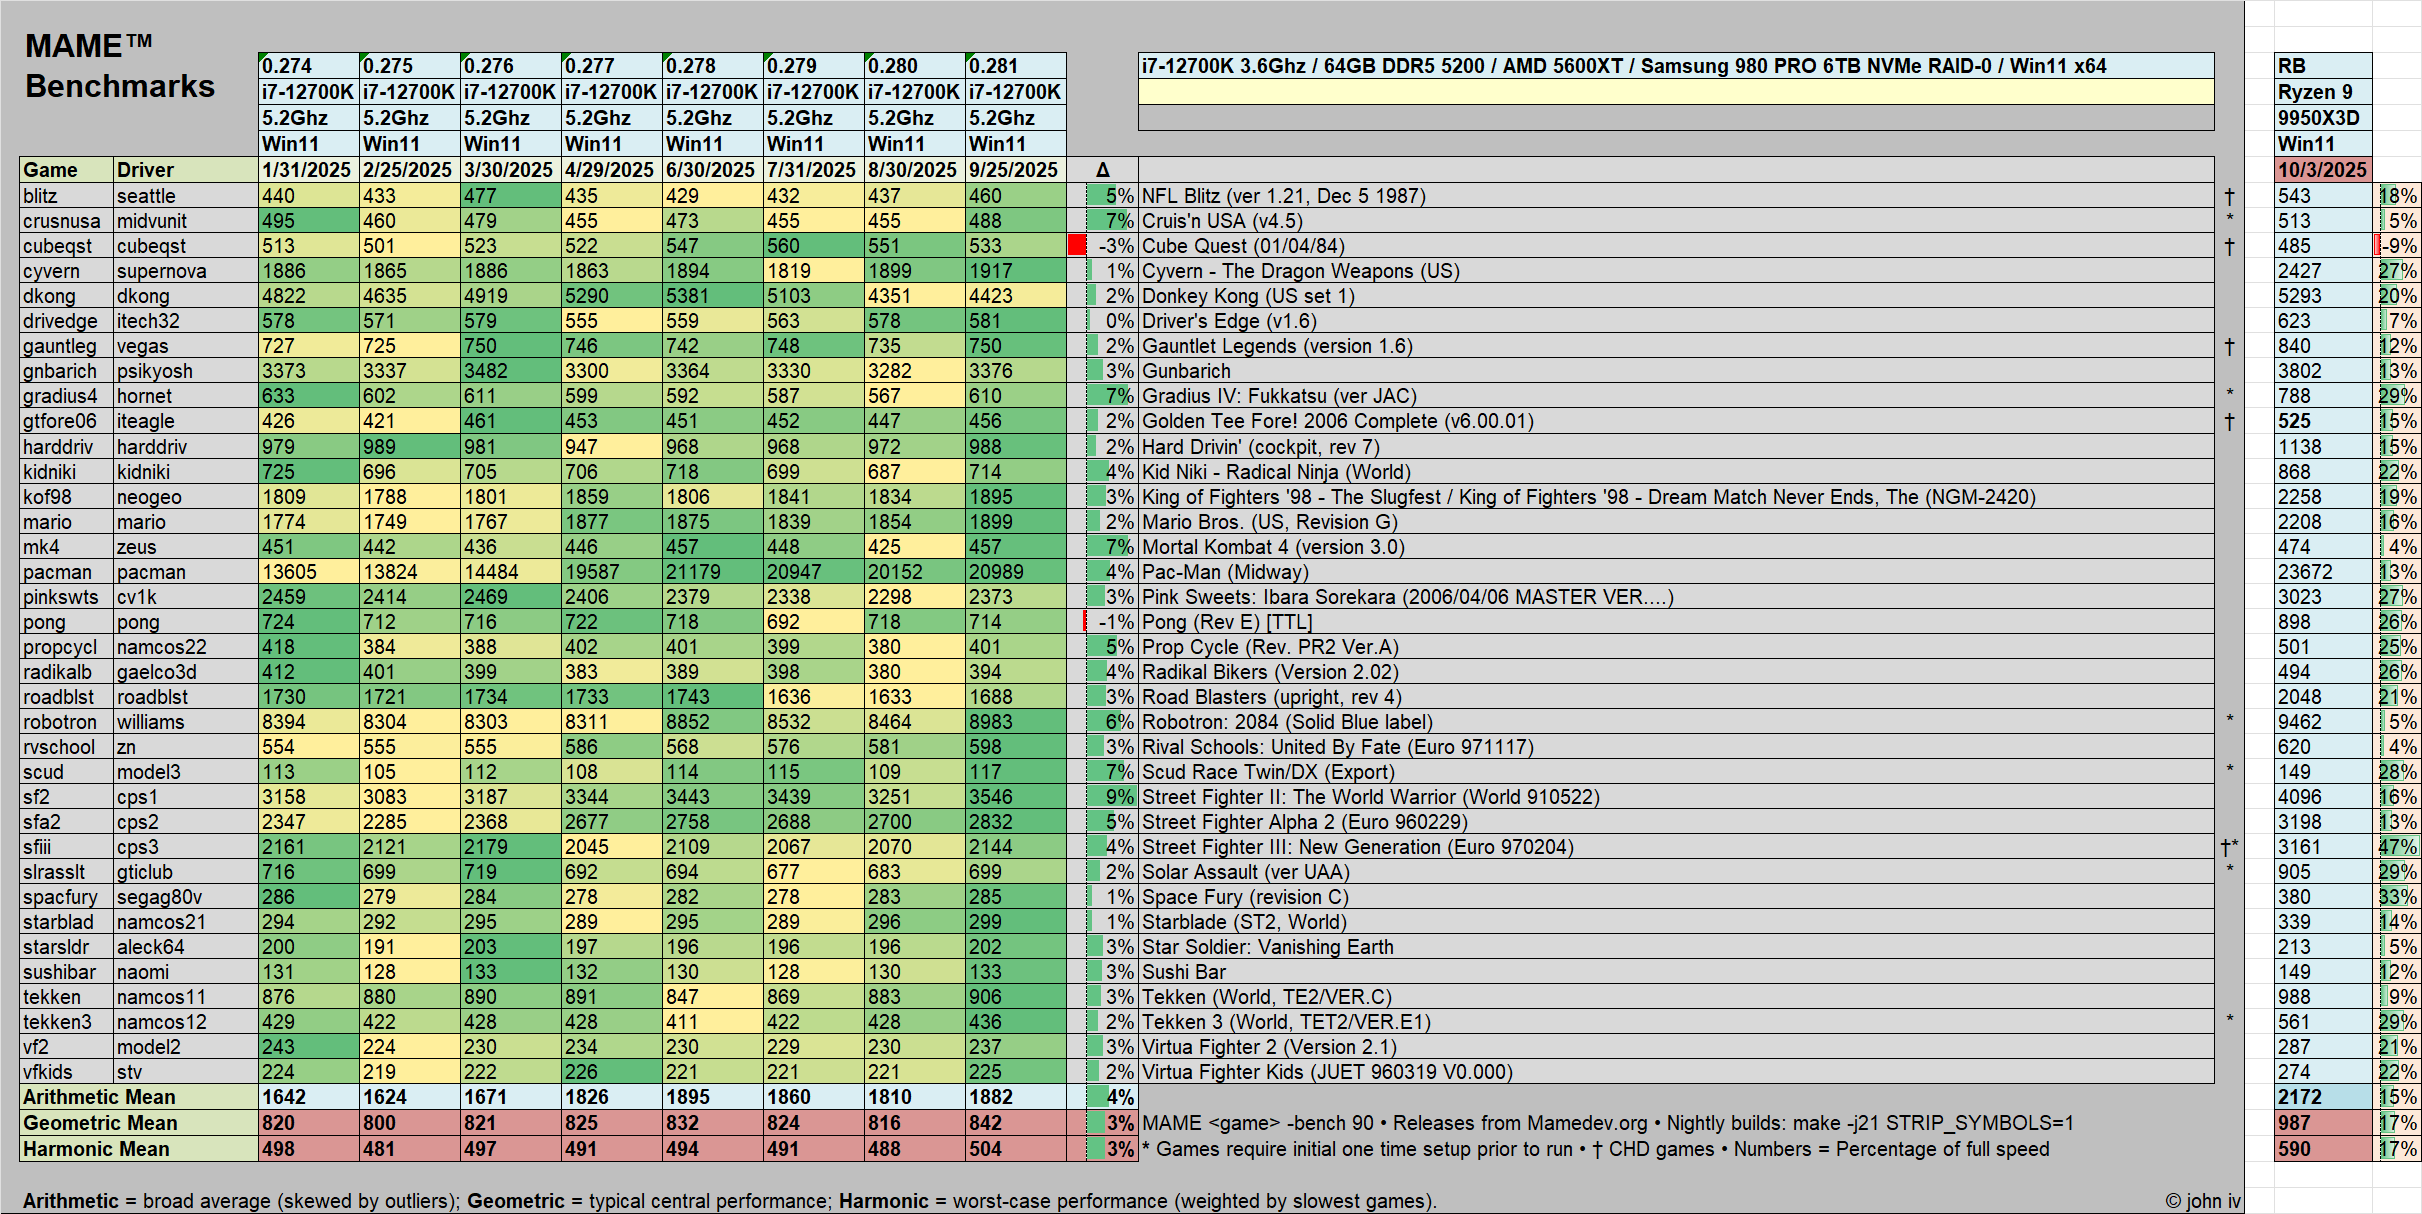 MAME™
Benchmarks
0.274 0.275 0.276 0.277 0.278 0.279 0.280 0.281 i7-12700K 3.6Ghz / 64GB DDR5 5200 / AMD 5600XT / Samsung 980 PRO 6TB NVMe RAID-0 / Win11 x64 RB
i7-12700K i7-12700K i7-12700K i7-12700K i7-12700K i7-12700K i7-12700K i7-12700K Ryzen 9
5.2Ghz 5.2Ghz 5.2Ghz 5.2Ghz 5.2Ghz 5.2Ghz 5.2Ghz 5.2Ghz 9950X3D
Win11 Win11 Win11 Win11 Win11 Win11 Win11 Win11 Win11
Game Driver 1/31/2025 2/25/2025 3/30/2025 4/29/2025 6/30/2025 7/31/2025 8/30/2025 9/25/2025 Δ 10/3/2025
blitz seattle 440 433 477 435 429 432 437 460 5% NFL Blitz (ver 1.21, Dec 5 1987) † 543 18%
crusnusa midvunit 495 460 479 455 473 455 455 488 7% Cruis'n USA (v4.5) * 513 5%
cubeqst cubeqst 513 501 523 522 547 560 551 533 -3% Cube Quest (01/04/84) † 485 -9%
cyvern supernova 1886 1865 1886 1863 1894 1819 1899 1917 1% Cyvern - The Dragon Weapons (US) 2427 27%
dkong dkong 4822 4635 4919 5290 5381 5103 4351 4423 2% Donkey Kong (US set 1) 5293 20%
drivedge itech32 578 571 579 555 559 563 578 581 0% Driver's Edge (v1.6) 623 7%
gauntleg vegas 727 725 750 746 742 748 735 750 2% Gauntlet Legends (version 1.6) † 840 12%
gnbarich psikyosh 3373 3337 3482 3300 3364 3330 3282 3376 3% Gunbarich 3802 13%
gradius4 hornet 633 602 611 599 592 587 567 610 7% Gradius IV: Fukkatsu (ver JAC) * 788 29%
gtfore06 iteagle 426 421 461 453 451 452 447 456 2% Golden Tee Fore! 2006 Complete (v6.00.01) † 525 15%
harddriv harddriv 979 989 981 947 968 968 972 988 2% Hard Drivin' (cockpit, rev 7) 1138 15%
kidniki kidniki 725 696 705 706 718 699 687 714 4% Kid Niki - Radical Ninja (World) 868 22%
kof98 neogeo 1809 1788 1801 1859 1806 1841 1834 1895 3% King of Fighters '98 - The Slugfest / King of Fighters '98 - Dream Match Never Ends, The (NGM-2420) 2258 19%
mario mario 1774 1749 1767 1877 1875 1839 1854 1899 2% Mario Bros. (US, Revision G) 2208 16%
mk4 zeus 451 442 436 446 457 448 425 457 7% Mortal Kombat 4 (version 3.0) 474 4%
pacman pacman 13605 13824 14484 19587 21179 20947 20152 20989 4% Pac-Man (Midway) 23672 13%
pinkswts cv1k 2459 2414 2469 2406 2379 2338 2298 2373 3% Pink Sweets: Ibara Sorekara (2006/04/06 MASTER VER....) 3023 27%
pong pong 724 712 716 722 718 692 718 714 -1% Pong (Rev E) [TTL] 898 26%
propcycl namcos22 418 384 388 402 401 399 380 401 5% Prop Cycle (Rev. PR2 Ver.A) 501 25%
radikalb gaelco3d 412 401 399 383 389 398 380 394 4% Radikal Bikers (Version 2.02) 494 26%
roadblst roadblst 1730 1721 1734 1733 1743 1636 1633 1688 3% Road Blasters (upright, rev 4) 2048 21%
robotron williams 8394 8304 8303 8311 8852 8532 8464 8983 6% Robotron: 2084 (Solid Blue label) * 9462 5%
rvschool zn 554 555 555 586 568 576 581 598 3% Rival Schools: United By Fate (Euro 971117) 620 4%
scud model3 113 105 112 108 114 115 109 117 7% Scud Race Twin/DX (Export) * 149 28%
sf2 cps1 3158 3083 3187 3344 3443 3439 3251 3546 9% Street Fighter II: The World Warrior (World 910522) 4096 16%
sfa2 cps2 2347 2285 2368 2677 2758 2688 2700 2832 5% Street Fighter Alpha 2 (Euro 960229) 3198 13%
sfiii cps3 2161 2121 2179 2045 2109 2067 2070 2144 4% Street Fighter III: New Generation (Euro 970204) †* 3161 47%
slrasslt gticlub 716 699 719 692 694 677 683 699 2% Solar Assault (ver UAA) * 905 29%
spacfury segag80v 286 279 284 278 282 278 283 285 1% Space Fury (revision C) 380 33%
starblad namcos21 294 292 295 289 295 289 296 299 1% Starblade (ST2, World) 339 14%
starsldr aleck64 200 191 203 197 196 196 196 202 3% Star Soldier: Vanishing Earth 213 5%
sushibar naomi 131 128 133 132 130 128 130 133 3% Sushi Bar 149 12%
tekken namcos11 876 880 890 891 847 869 883 906 3% Tekken (World, TE2/VER.C) 988 9%
tekken3 namcos12 429 422 428 428 411 422 428 436 2% Tekken 3 (World, TET2/VER.E1) * 561 29%
vf2 model2 243 224 230 234 230 229 230 237 3% Virtua Fighter 2 (Version 2.1) 287 21%
vfkids stv 224 219 222 226 221 221 221 225 2% Virtua Fighter Kids (JUET 960319 V0.000) 274 22%
Arithmetic Mean 1642 1624 1671 1826 1895 1860 1810 1882 4% 2172 15%
Geometric Mean 820 800 821 825 832 824 816 842 3% MAME <game> -bench 90 • Releases from Mamedev.org • Nightly builds: make -j21 STRIP_SYMBOLS=1 987 17%
Harmonic Mean 498 481 497 491 494 491 488 504 3% * Games require initial one time setup prior to run • † CHD games • Numbers = Percentage of full speed 590 17%
Arithmetic = broad average (skewed by outliers); Geometric = typical central performance; Harmonic = worst-case performance (weighted by slowest games). © john iv